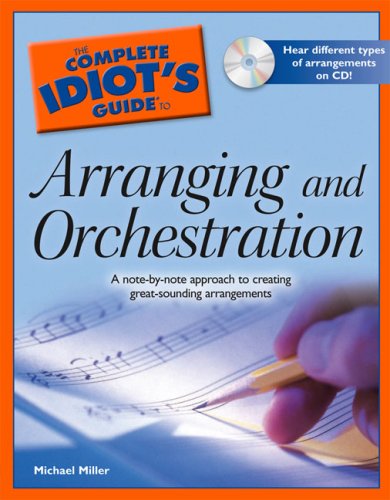 THE
COMPLETE
IDIOT'S
GUIDE TO
Hear different types
of arrangements
on CD!
Arranging and
Orchestration
A note-by-note approach to creating
great-sounding arrangements
Michael Miller